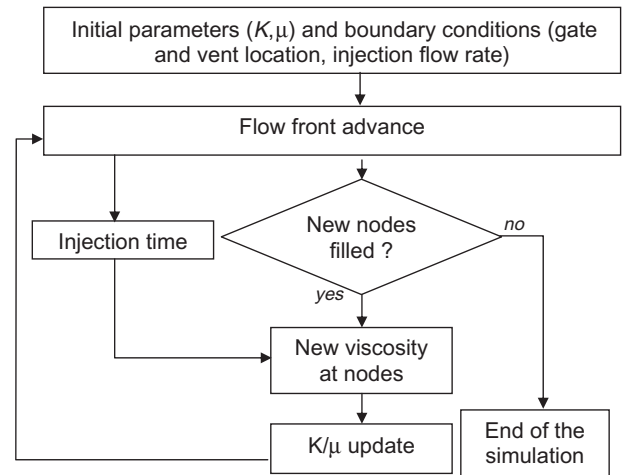 Initial parameters (K,μ) and boundary conditions (gate
and vent location, injection flow rate)
Flow front advance
Injection time
New nodes
filled ?
no
yes
New viscosity
at nodes
K/μ update
End of the
simulation